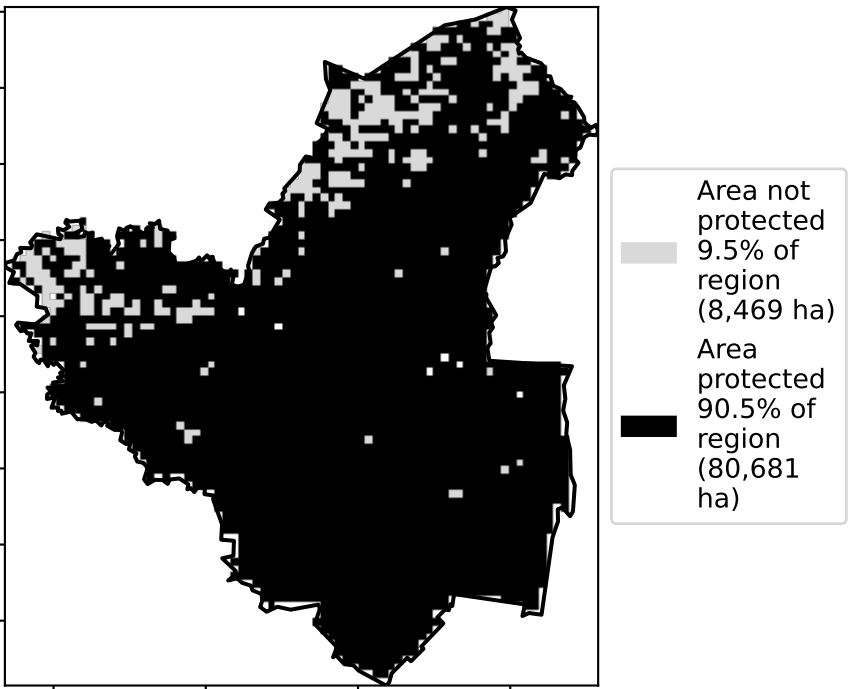 Area not
protected
9.5% of
region
(8,469 ha)
Area
protected
90.5% of
region
(80,681
ha)